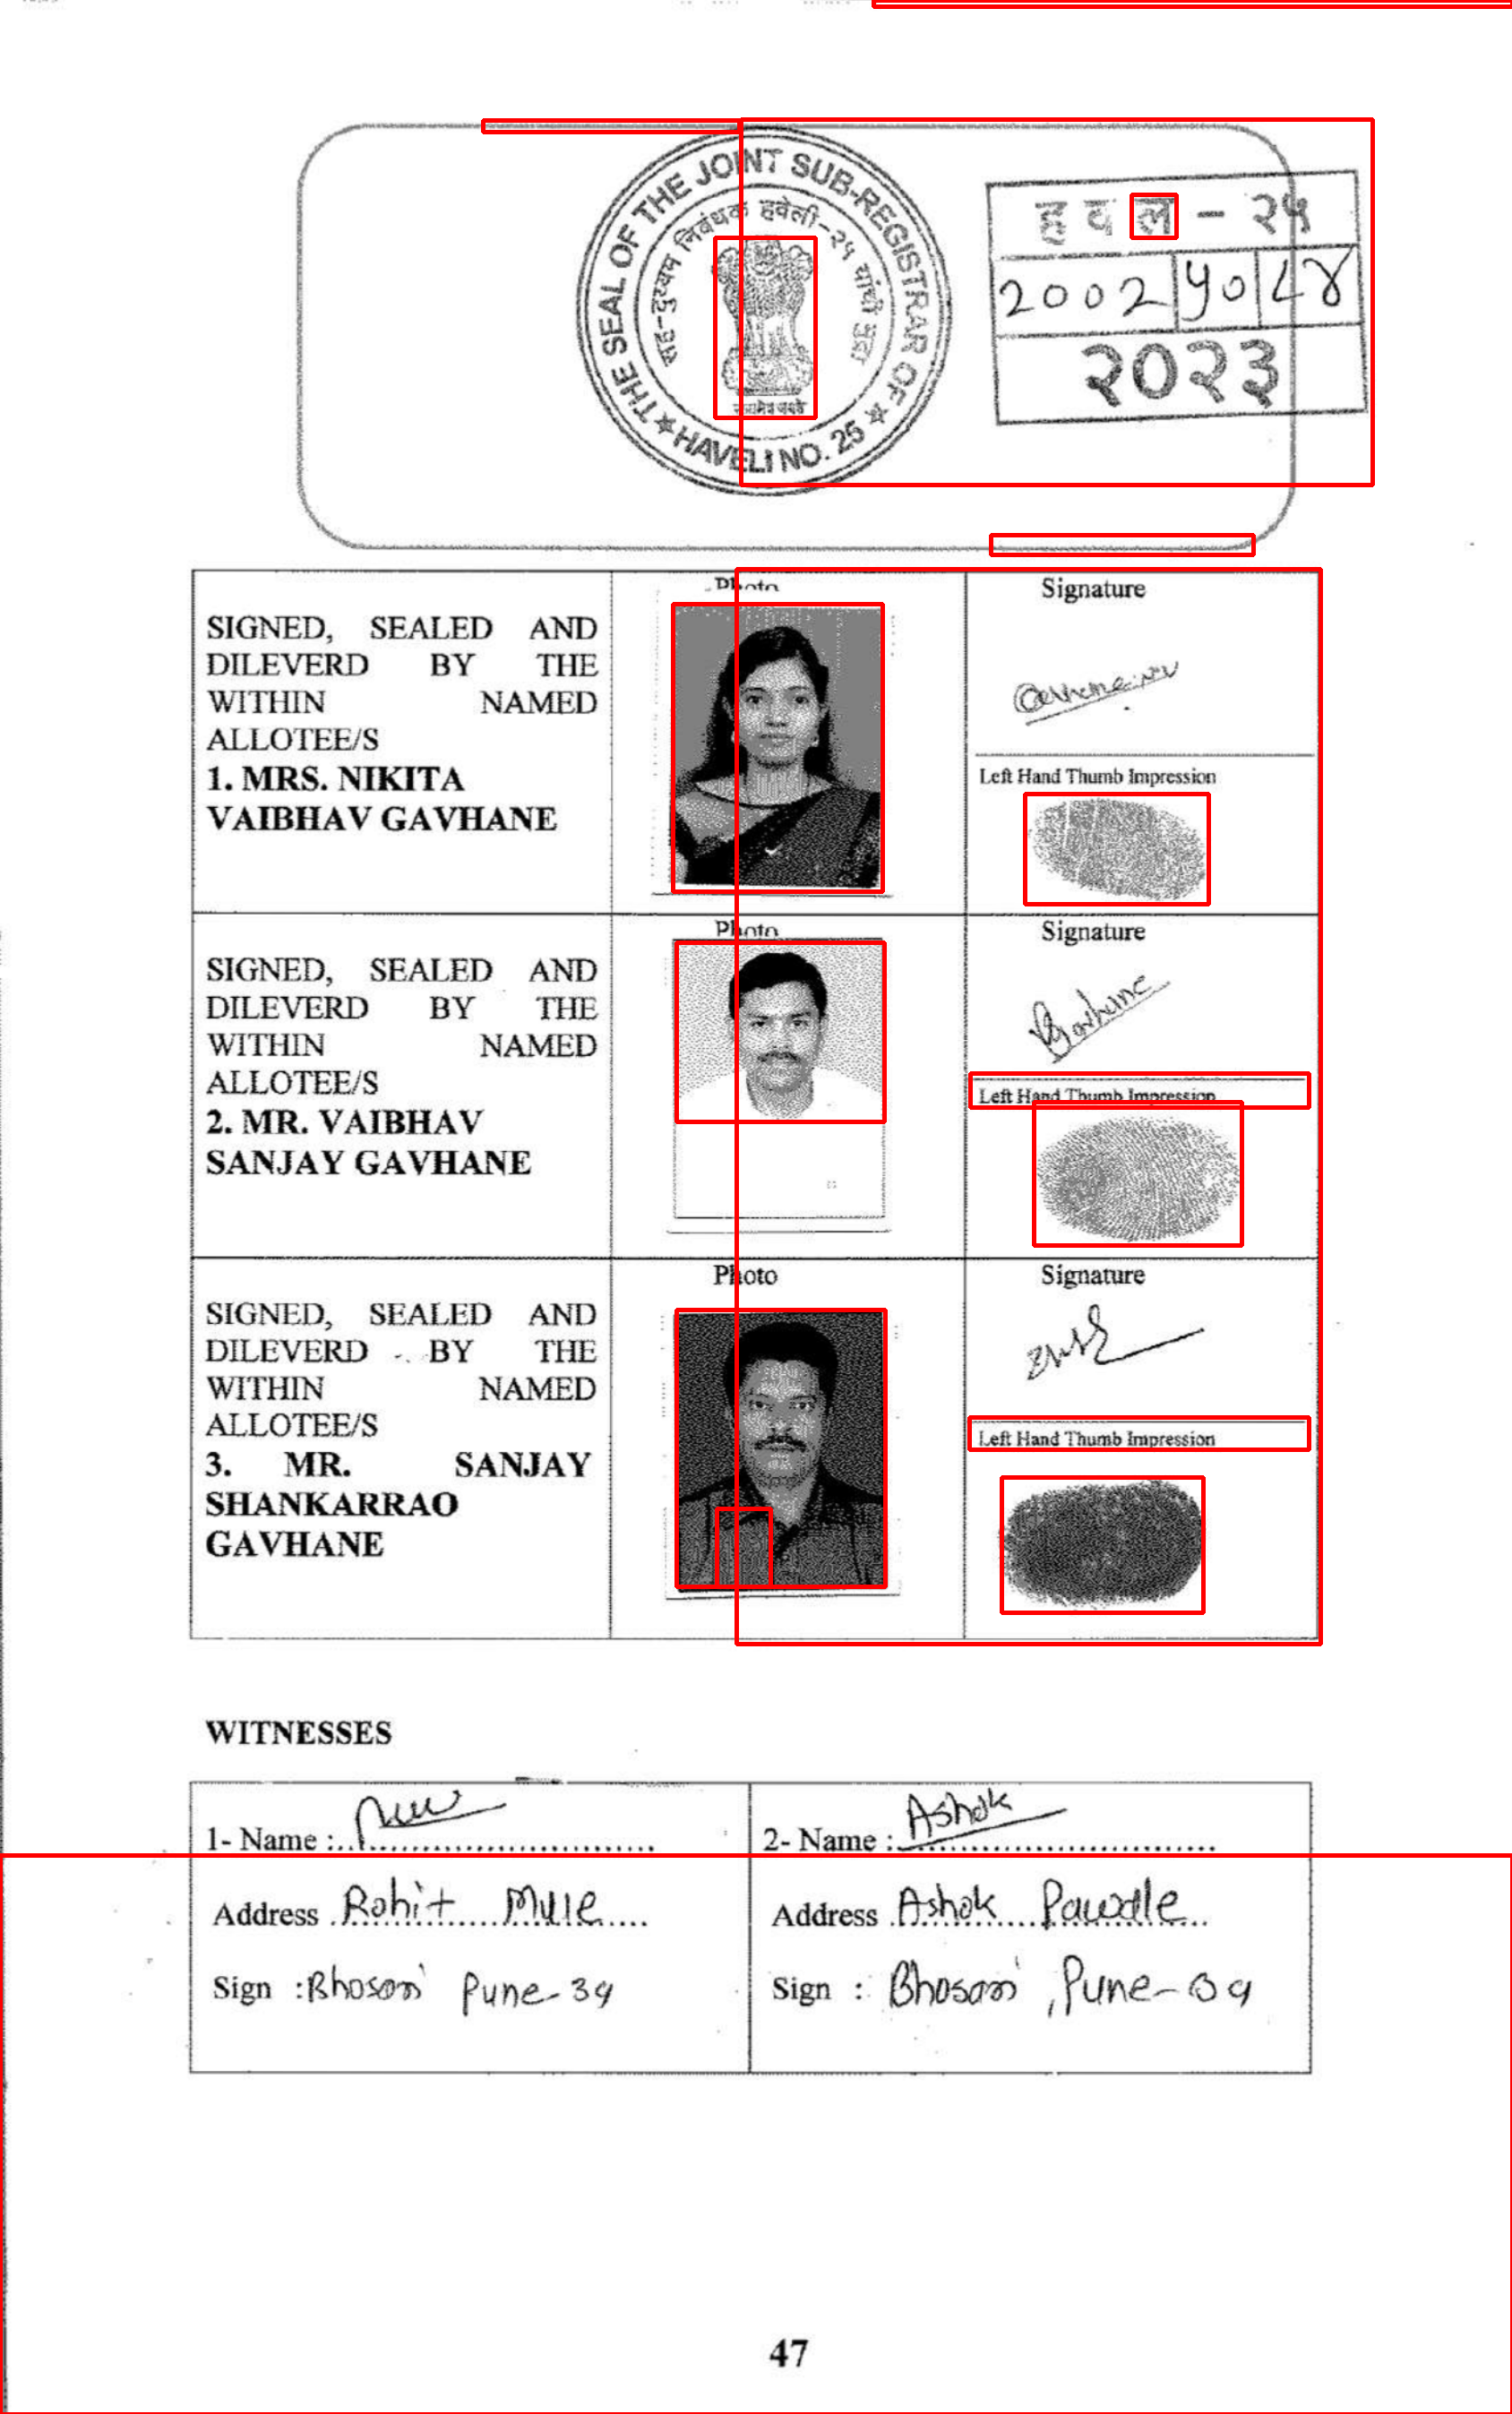 THE SEAL OF THE JOINT SUB-REGISTRAR OF
HAVELI NO. 25
सह-दुय्यम निबंधक हवेली-२५ यांची मुद्रा
सत्यमेव जयते
ह व ल - २५
2002 | ५० | ८४
२०२३
Photo
Signature
SIGNED, SEALED AND
DILEVERD BY THE
WITHIN NAMED
ALLOTEE/S
1. MRS. NIKITA
VAIBHAV GAVHANE
Left Hand Thumb Impression
Photo
Signature
SIGNED, SEALED AND
DILEVERD BY THE
WITHIN NAMED
ALLOTEE/S
2. MR. VAIBHAV
SANJAY GAVHANE
Gavhane
Left Hand Thumb Impression
Photo
Signature
SIGNED, SEALED AND
DILEVERD BY THE
WITHIN NAMED
ALLOTEE/S
3. MR. SANJAY
SHANKARRAO
GAVHANE
Left Hand Thumb Impression
WITNESSES
1- Name :
Address Rohit Mule
Sign : Bhosari Pune-39
2- Name : Ashok
Address Ashok Pawdle
Sign : Bhosari, Pune-39
47